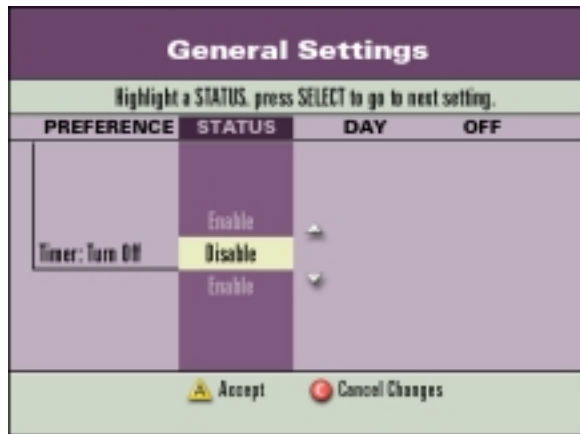 General Settings
Highlight a STATUS, press SELECT to go to next setting.
PREFERENCE STATUS DAY OFF
Enable
Timer: Turn Off Disable
Enable
A Accept C Cancel Changes